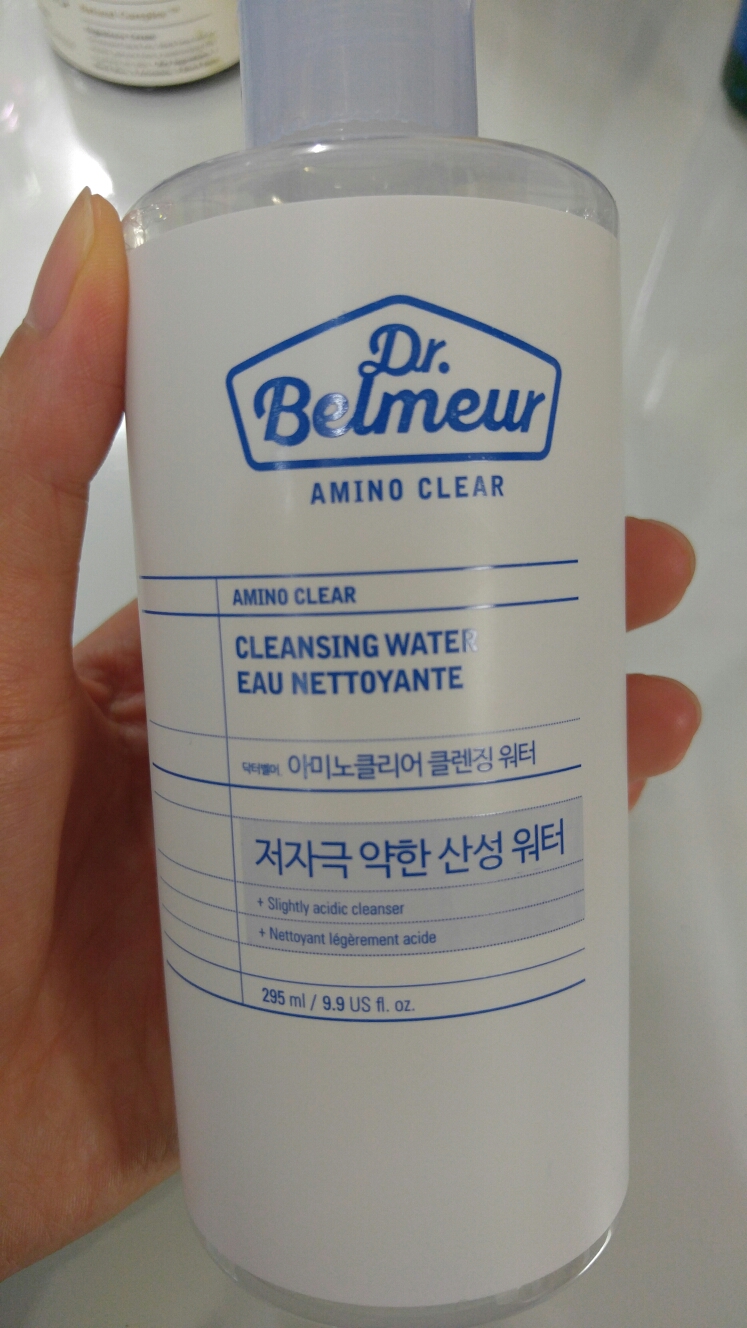 Dr.
Belmeur
AMINO CLEAR
AMINO CLEAR
CLEANSING WATER
EAU NETTOYANTE
닥터벨머 아미노클리어 클렌징 워터
저자극 약한 산성 워터
+ Slightly acidic cleanser
+ Nettoyant légèrement acide
295 ml / 9.9 US fl. oz.